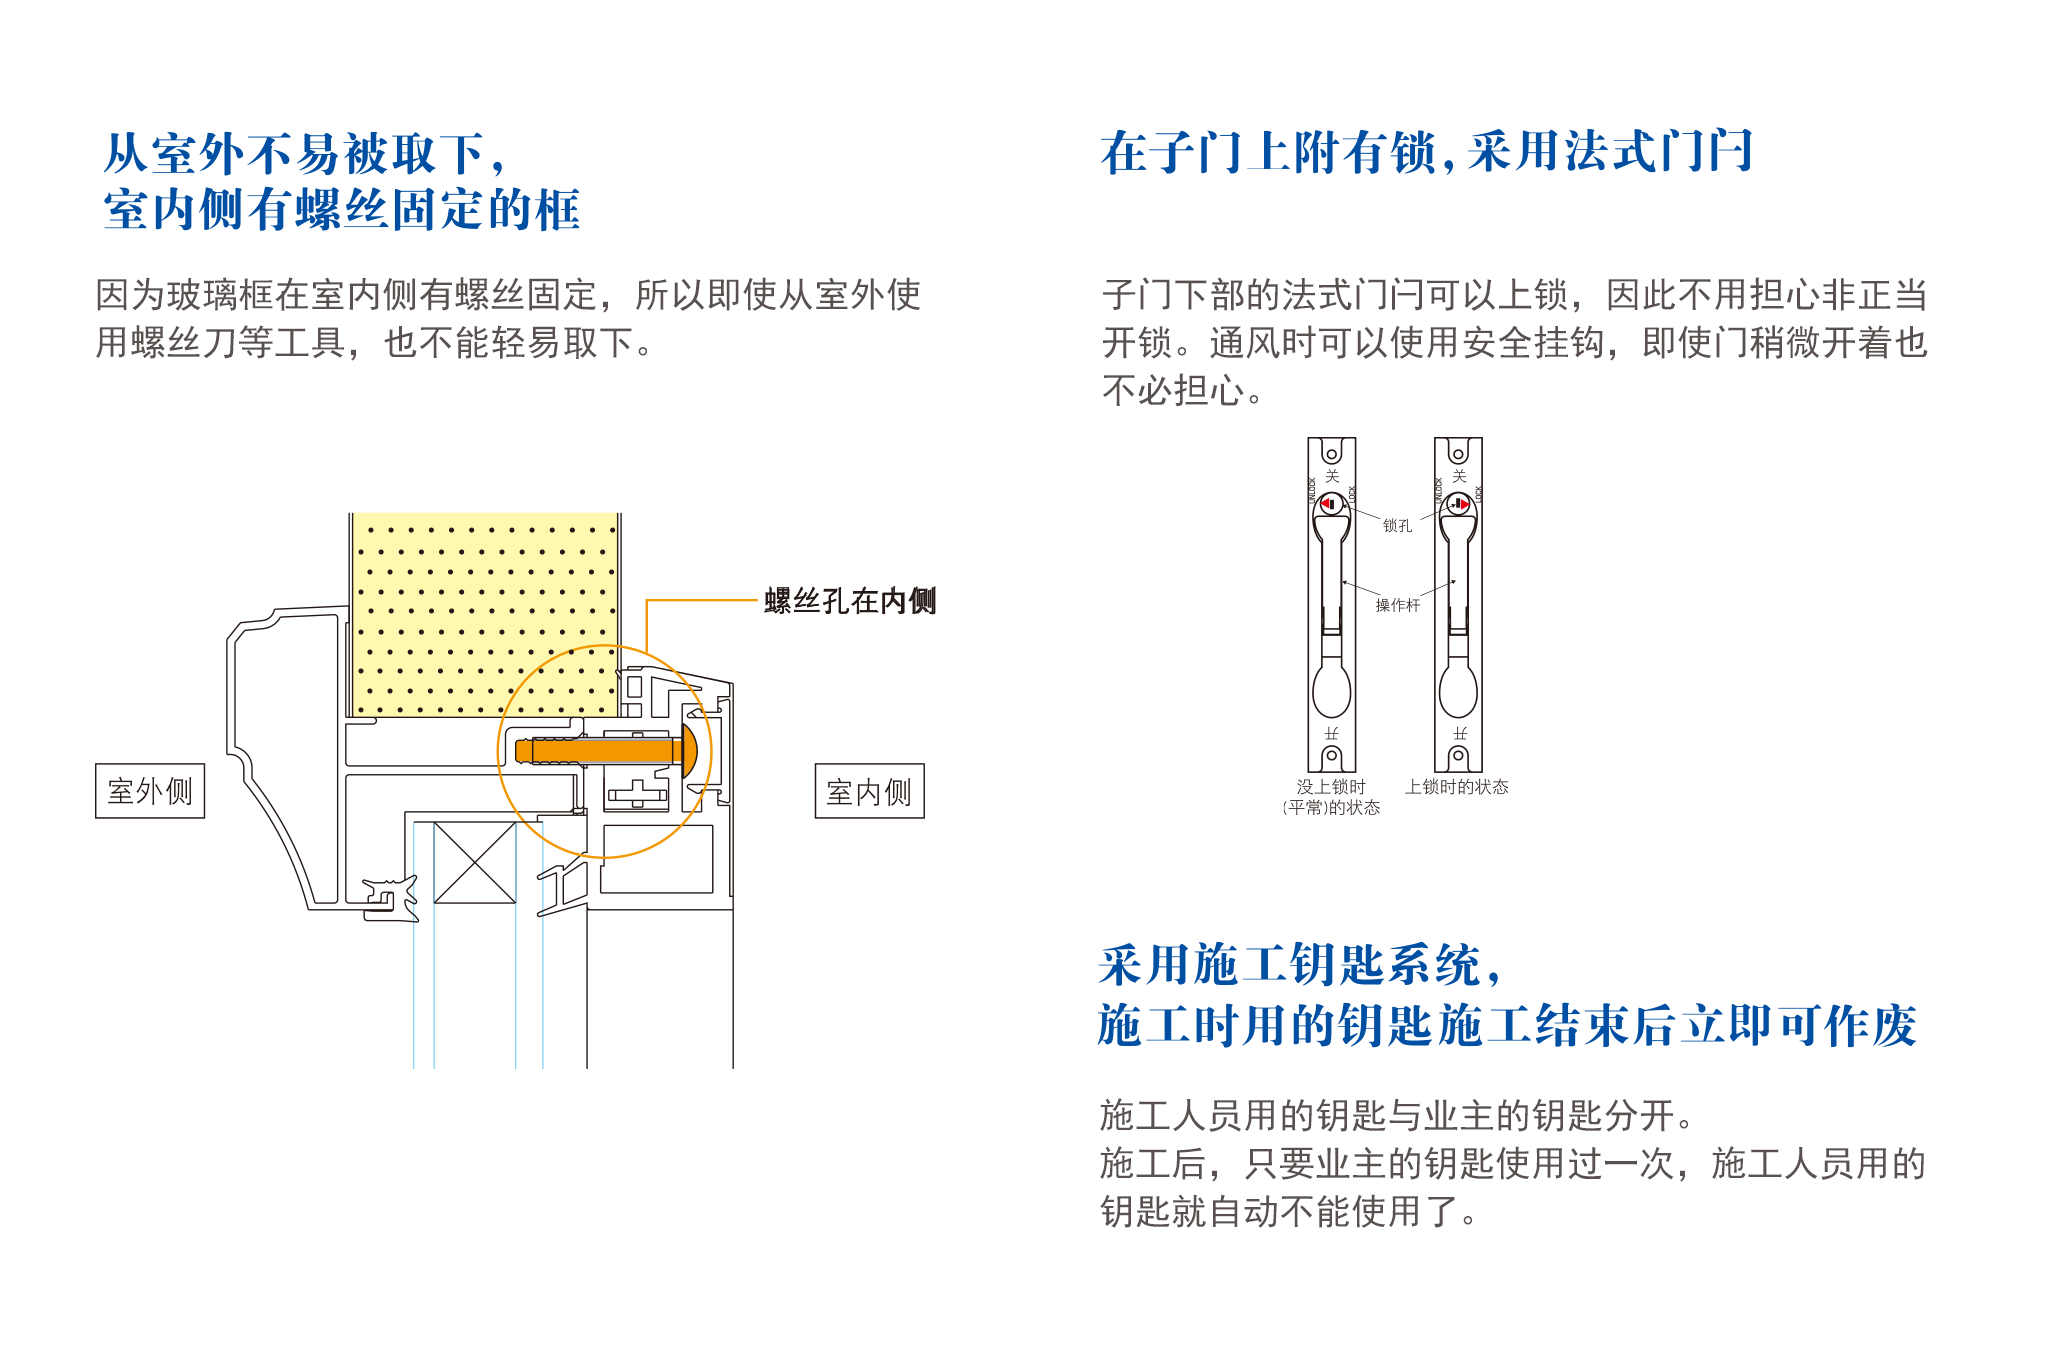 从室外不易被取下，
室内侧有螺丝固定的框
因为玻璃框在室内侧有螺丝固定，所以即使从室外使
用螺丝刀等工具，也不能轻易取下。
螺丝孔在内侧
室外侧
室内侧
在子门上附有锁，采用法式门闩
子门下部的法式门闩可以上锁，因此不用担心非正当
开锁。通风时可以使用安全挂钩，即使门稍微开着也
不必担心。
关
关
UNLOCK
LOCK
UNLOCK
LOCK
锁孔
操作杆
开
开
没上锁时
(平常)的状态
上锁时的状态
采用施工钥匙系统，
施工时用的钥匙施工结束后立即可作废
施工人员用的钥匙与业主的钥匙分开。
施工后，只要业主的钥匙使用过一次，施工人员用的
钥匙就自动不能使用了。